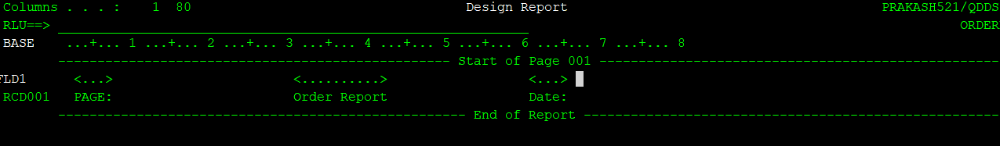 Columns . . . :    1  80                                   Design Report                                        PRAKASH521/QDDS
RLU==> ____________________________________________________________ ORDER
BASE   ...+... 1 ...+... 2 ...+... 3 ...+... 4 ...+... 5 ...+... 6 ...+... 7 ...+... 8
-------------------------------------------------- Start of Page 001 ---------------------------------------------------
FLD1      <...>                       <..........>                  <...>
RCD001   PAGE:                       Order Report                  Date:
---------------------------------------------------- End of Report -----------------------------------------------------